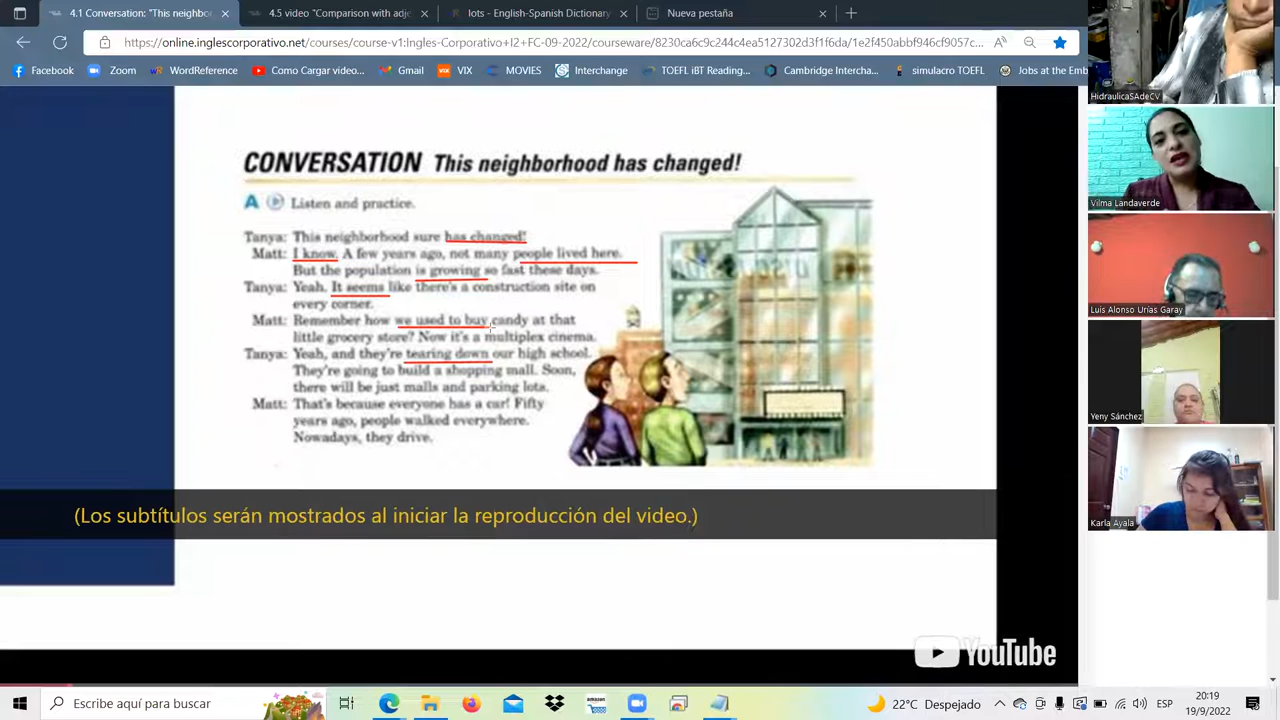 4.1 Conversation: "This neighbor
4.5 video "Comparison with adje
lots - English-Spanish Dictionary
Nueva pestaña
https://online.inglescorporativo.net/courses/course-v1:Ingles-Corporativo+I2+FC-09-2022/courseware/8230ca6c9c244c4ea5127302d3f1f6da/1e2f450abbf946cf9057c...
Facebook
Zoom
WordReference
Como Cargar video...
Gmail
VIX
MOVIES
Interchange
TOEFL iBT Reading...
Cambridge Intercha...
simulacro TOEFL
Jobs at the Emb
CONVERSATION This neighborhood has changed!
A Listen and practice.
Tanya: This neighborhood sure has changed!
Matt: I know. A few years ago, not many people lived here.
But the population is growing so fast these days.
Tanya: Yeah. It seems like there's a construction site on
every corner.
Matt: Remember how we used to buy candy at that
little grocery store? Now it's a multiplex cinema.
Tanya: Yeah, and they're tearing down our high school.
They're going to build a shopping mall. Soon,
there will be just malls and parking lots.
Matt: That's because everyone has a car! Fifty
years ago, people walked everywhere.
Nowadays, they drive.
(Los subtítulos serán mostrados al iniciar la reproducción del video.)
YouTube
HidraulicaSAdeCV
Vilma Landaverde
Luis Alonso Urías Garay
Yeny Sánchez
Karla Ayala
Escribe aquí para buscar
amazon
22°C Despejado
ESP
20:19
19/9/2022